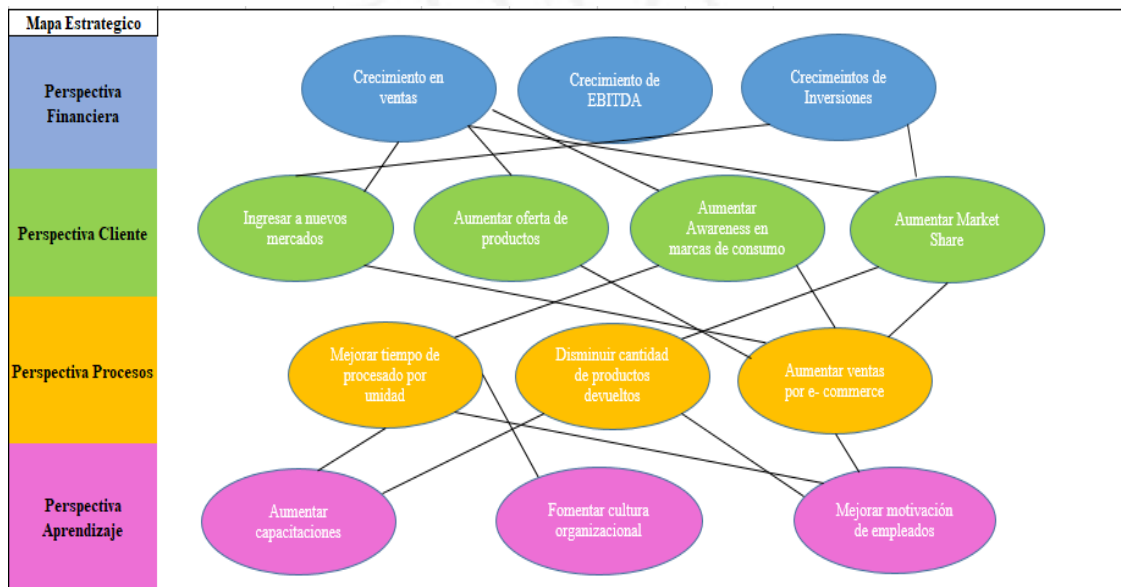 Mapa Estrategico
Perspectiva
Financiera
Crecimiento en
ventas
Crecimiento de
EBITDA
Crecimeintos de
Inversiones
Perspectiva Cliente
Ingresar a nuevos
mercados
Aumentar oferta de
productos
Aumentar
Awareness en
marcas de consumo
Aumentar Market
Share
Perspectiva Procesos
Mejorar tiempo de
procesado por
unidad
Disminuir cantidad
de productos
devueltos
Aumentar ventas
por e- commerce
Perspectiva
Aprendizaje
Aumentar
capacitaciones
Fomentar cultura
organizacional
Mejorar motivación
de empleados